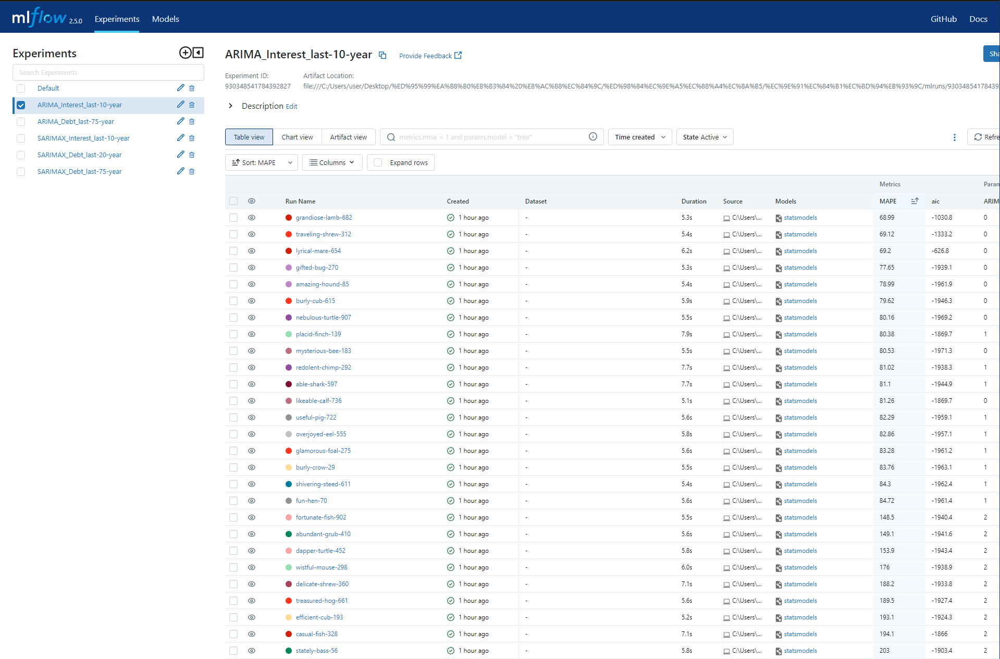 mlflow 2.5.0 Experiments Models GitHub Docs
Experiments
Search Experiments
Default
ARIMA_Interest_last-10-year
ARIMA_Debt_last-75-year
SARIMAX_Interest_last-10-year
SARIMAX_Debt_last-20-year
SARIMAX_Debt_last-75-year
ARIMA_Interest_last-10-year Provide Feedback Sha
Experiment ID: Artifact Location:
930348541784392827 file:///C:/Users/user/Desktop/%ED%95%99%EA%B8%B0%EB%B3%84%20%EB%AC%B8%EC%84%9C/%ED%98%84%EC%9E%A5%EC%8B%A4%EC%8A%B5/%EC%9E%91%EC%84%B1%EC%BD%94%EB%93%9C/mlruns/93034854178439
Description Edit
Table view Chart view Artifact view metrics.rmse < 1 and params.model = "tree" Time created State Active Refre
Sort: MAPE Columns Expand rows
Metrics Param
Run Name Created Dataset Duration Source Models MAPE aic ARIM
grandiose-lamb-682 1 hour ago - 5.3s C:\Users\... statsmodels 68.99 -1030.8 0
traveling-shrew-312 1 hour ago - 5.4s C:\Users\... statsmodels 69.12 -1333.2 0
lyrical-mare-654 1 hour ago - 6.2s C:\Users\... statsmodels 69.2 -626.8 0
gifted-bug-270 1 hour ago - 5.3s C:\Users\... statsmodels 77.65 -1939.1 0
amazing-hound-85 1 hour ago - 5.4s C:\Users\... statsmodels 78.99 -1961.9 0
burly-cub-615 1 hour ago - 5.9s C:\Users\... statsmodels 79.62 -1946.3 0
nebulous-turtle-907 1 hour ago - 5.5s C:\Users\... statsmodels 80.16 -1969.2 0
placid-finch-139 1 hour ago - 7.9s C:\Users\... statsmodels 80.38 -1869.7 1
mysterious-bee-183 1 hour ago - 5.5s C:\Users\... statsmodels 80.53 -1971.3 0
redolent-chimp-292 1 hour ago - 7.7s C:\Users\... statsmodels 81.02 -1938.3 1
able-shark-597 1 hour ago - 7.7s C:\Users\... statsmodels 81.1 -1944.9 1
likeable-calf-736 1 hour ago - 5.1s C:\Users\... statsmodels 81.26 -1869.7 0
useful-pig-722 1 hour ago - 5.6s C:\Users\... statsmodels 82.29 -1959.1 1
overjoyed-eel-555 1 hour ago - 5.8s C:\Users\... statsmodels 82.86 -1957.1 1
glamorous-foal-275 1 hour ago - 5.6s C:\Users\... statsmodels 83.28 -1961.2 1
burly-crow-29 1 hour ago - 5.5s C:\Users\... statsmodels 83.76 -1963.1 1
shivering-steed-611 1 hour ago - 5.4s C:\Users\... statsmodels 84.3 -1962.4 1
fun-hen-70 1 hour ago - 5.6s C:\Users\... statsmodels 84.72 -1961.4 1
fortunate-fish-902 1 hour ago - 5.5s C:\Users\... statsmodels 148.5 -1940.4 2
abundant-grub-410 1 hour ago - 5.6s C:\Users\... statsmodels 149.1 -1941.6 2
dapper-turtle-452 1 hour ago - 5.8s C:\Users\... statsmodels 153.9 -1943.4 2
wistful-mouse-298 1 hour ago - 6.0s C:\Users\... statsmodels 176 -1938.9 2
delicate-shrew-360 1 hour ago - 7.1s C:\Users\... statsmodels 188.2 -1933.8 2
treasured-hog-661 1 hour ago - 5.6s C:\Users\... statsmodels 189.5 -1927.4 2
efficient-cub-193 1 hour ago - 5.2s C:\Users\... statsmodels 193.1 -1924.3 2
casual-fish-328 1 hour ago - 7.1s C:\Users\... statsmodels 194.1 -1866 2
stately-bass-56 1 hour ago - 5.8s C:\Users\... statsmodels 203 -1903.4 2